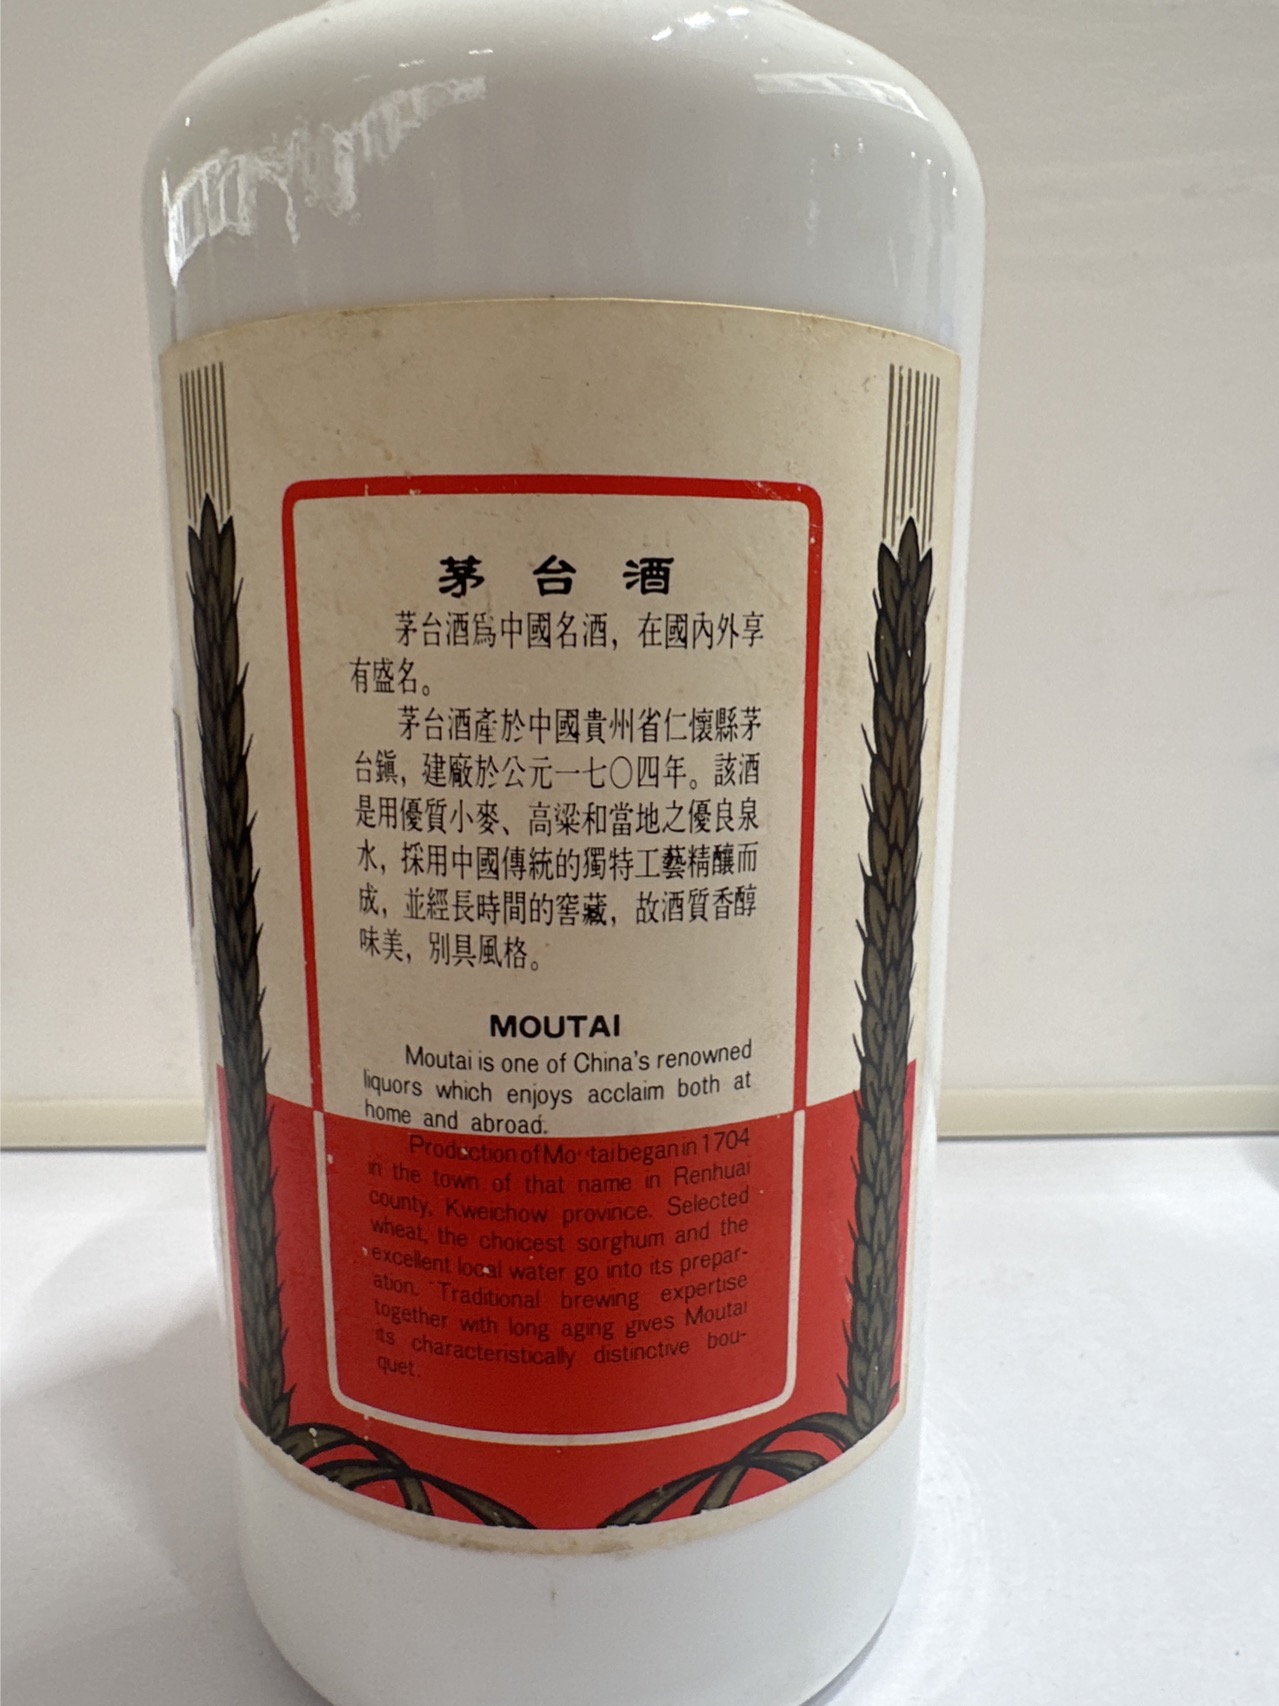 茅台酒
茅台酒爲中國名酒，在國內外享
有盛名。
茅台酒產於中國貴州省仁懷縣茅
台鎮，建廠於公元一七〇四年。該酒
是用優質小麥、高粱和當地之優良泉
水，採用中國傳統的獨特工藝精釀而
成，並經長時間的窖藏，故酒質香醇
味美，別具風格。
MOUTAI
Moutai is one of China's renowned
liquors which enjoys acclaim both at
home and abroad.
Production of Moutai began in 1704
in the town of that name in Renhuai
county, Kweichow province. Selected
wheat, the choicest sorghum and the
excellent local water go into its prepar-
ation. Traditional brewing expertise
together with long aging gives Moutai
its characteristically distinctive bou-
quet.